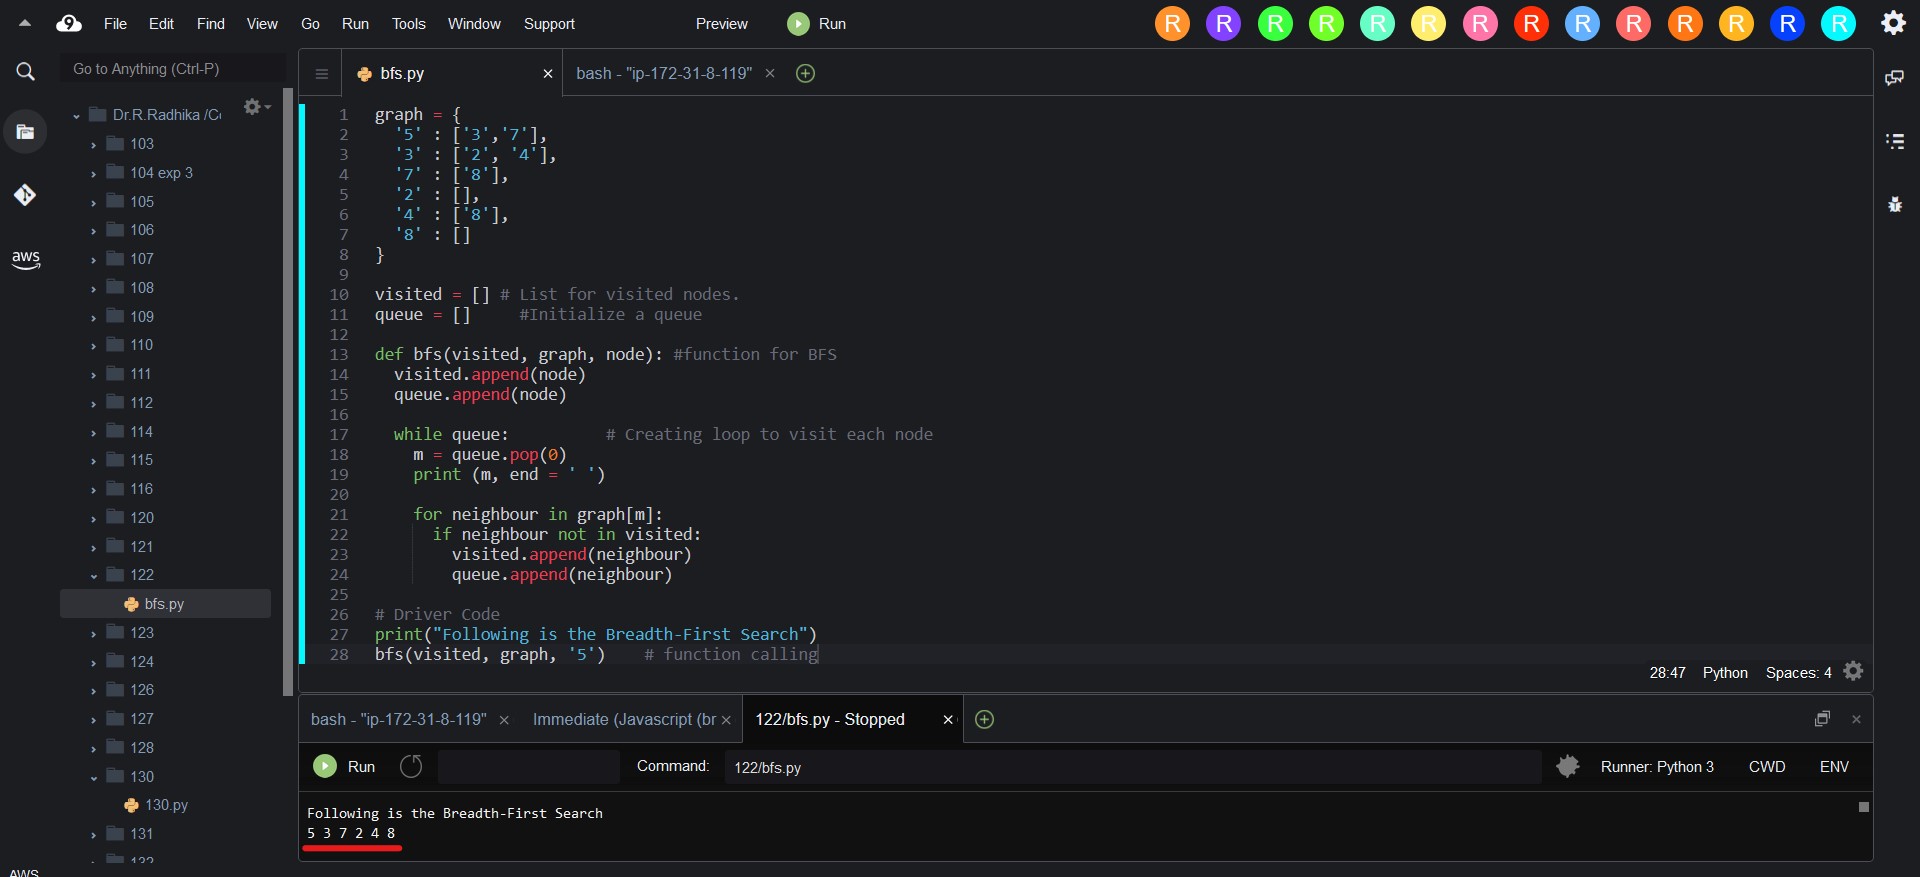 9 File Edit Find View Go Run Tools Window Support Preview Run R R R R R R R R R R R R R R
Go to Anything (Ctrl-P)
bfs.py × bash - "ip-172-31-8-119" ×
Dr.R.Radhika /C
103
104 exp 3
105
106
107
108
109
110
111
112
114
115
116
120
121
122
bfs.py
123
124
126
127
128
130
130.py
131
132
aws
AWS
1 graph = {
2 '5' : ['3','7'],
3 '3' : ['2', '4'],
4 '7' : ['8'],
5 '2' : [],
6 '4' : ['8'],
7 '8' : []
8 }
9
10 visited = [] # List for visited nodes.
11 queue = [] #Initialize a queue
12
13 def bfs(visited, graph, node): #function for BFS
14 visited.append(node)
15 queue.append(node)
16
17 while queue: # Creating loop to visit each node
18 m = queue.pop(0)
19 print (m, end = ' ')
20
21 for neighbour in graph[m]:
22 if neighbour not in visited:
23 visited.append(neighbour)
24 queue.append(neighbour)
25
26 # Driver Code
27 print("Following is the Breadth-First Search")
28 bfs(visited, graph, '5') # function calling
28:47 Python Spaces: 4
bash - "ip-172-31-8-119" × Immediate (Javascript (br × 122/bfs.py - Stopped ×
Run Command: 122/bfs.py Runner: Python 3 CWD ENV
Following is the Breadth-First Search
5 3 7 2 4 8